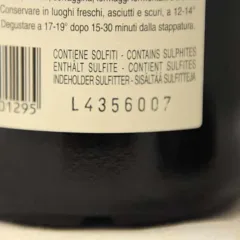 Conservare in luoghi freschi, asciutti e scuri, a 12-14°
Degustare a 17-19° dopo 15-30 minuti dalla stappatura.
CONTIENE SOLFITI - CONTAINS SULPHITES
ENTHÄLT SULFITE - CONTIENT SULFITES
INDEHOLDER SULFITTER - SISÄLTÄÄ SULFIITTEJA
01295
L4356007